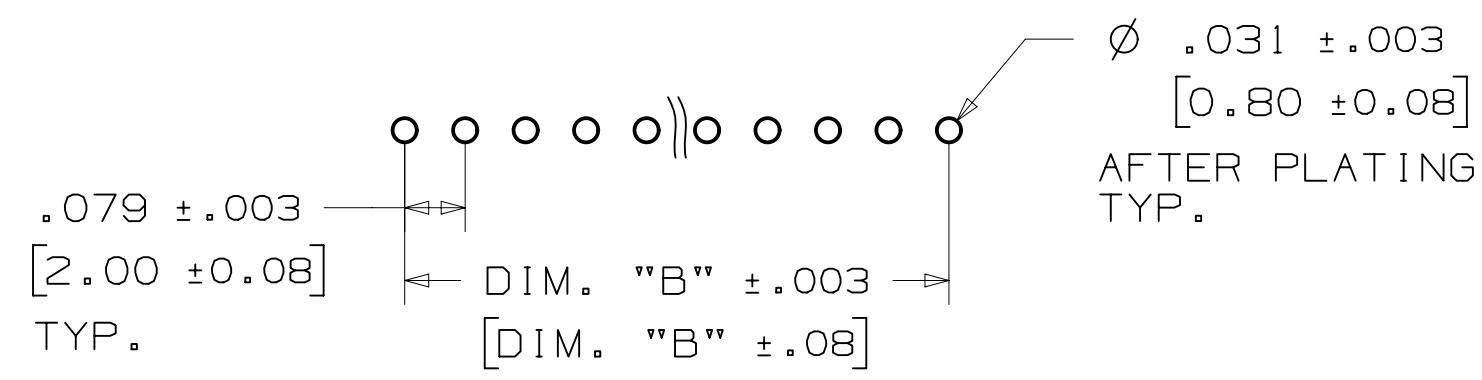 Ø .031 ±.003
[0.80 ±0.08]
AFTER PLATING
TYP.
.079 ±.003
[2.00 ±0.08]
TYP.
DIM. "B" ±.003
[DIM. "B" ±.08]